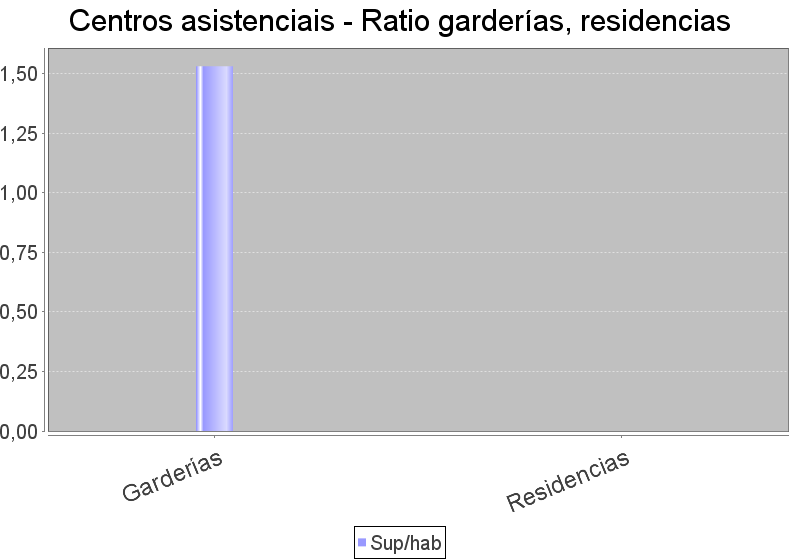 Centros asistenciais - Ratio garderías, residencias
1,50
1,25
1,00
0,75
0,50
0,25
0,00
Garderías
Residencias
Sup/hab